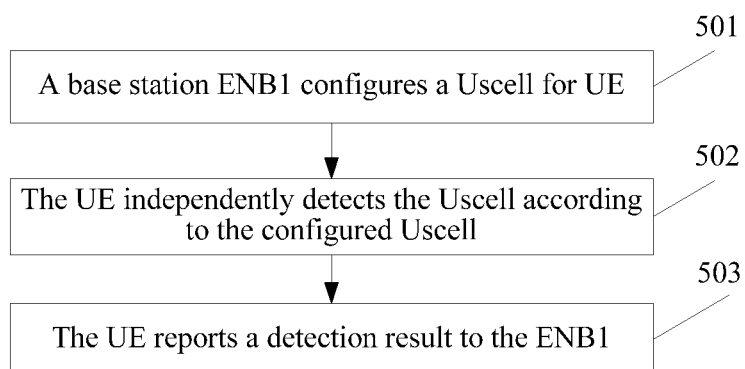 501
A base station ENB1 configures a Uscell for UE
502
The UE independently detects the Uscell according
to the configured Uscell
503
The UE reports a detection result to the ENB1